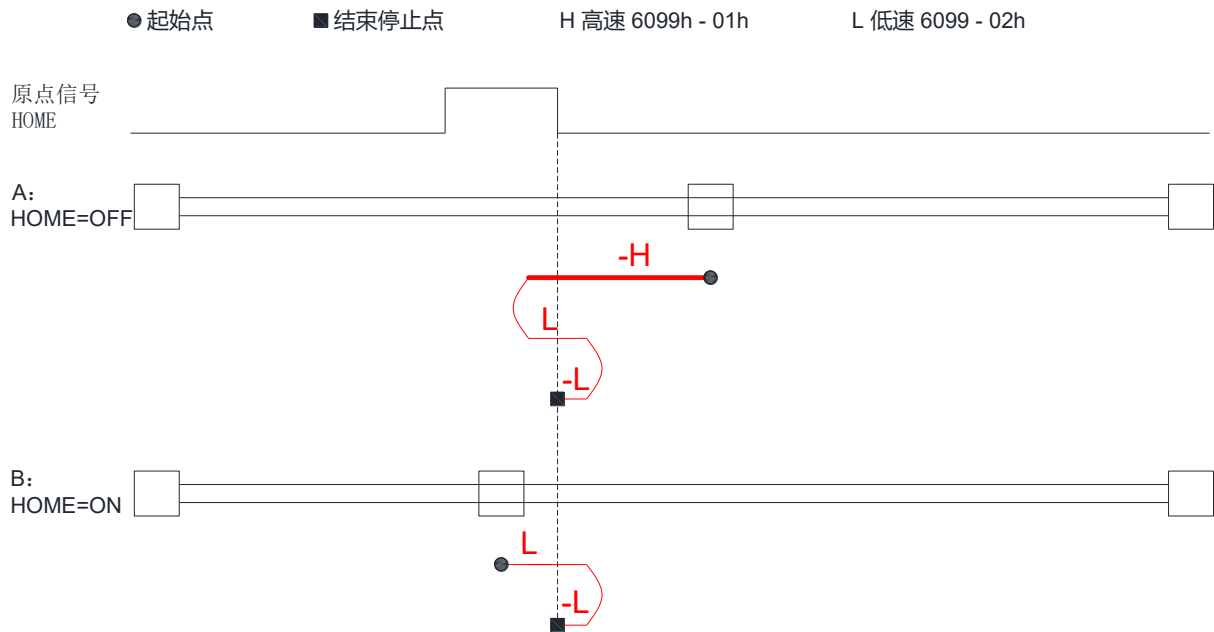 起始点 结束停止点 H 高速 6099h - 01h L 低速 6099 - 02h
原点信号
HOME
A:
HOME=OFF
-H
L
-L
B:
HOME=ON
L
-L